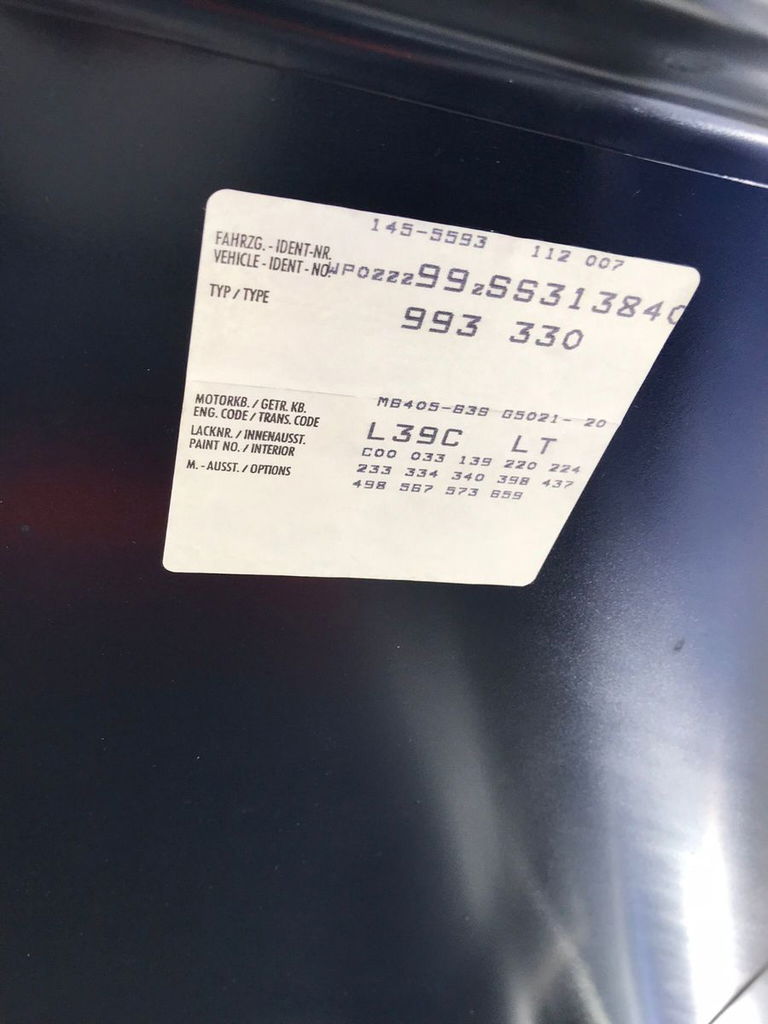 145-5593 112 007
FAHRZG. - IDENT-NR.
VEHICLE - IDENT - NO. WP0ZZZ99ZSS313840
TYP / TYPE 993 330
MOTORKB. / GETR. KB. M6405-63S G5021- 20
ENG. CODE / TRANS. CODE
LACKNR. / INNENAUSST. L39C LT
PAINT NO. / INTERIOR
M. - AUSST. / OPTIONS C00 033 139 220 224
233 334 340 398 437
498 567 573 659